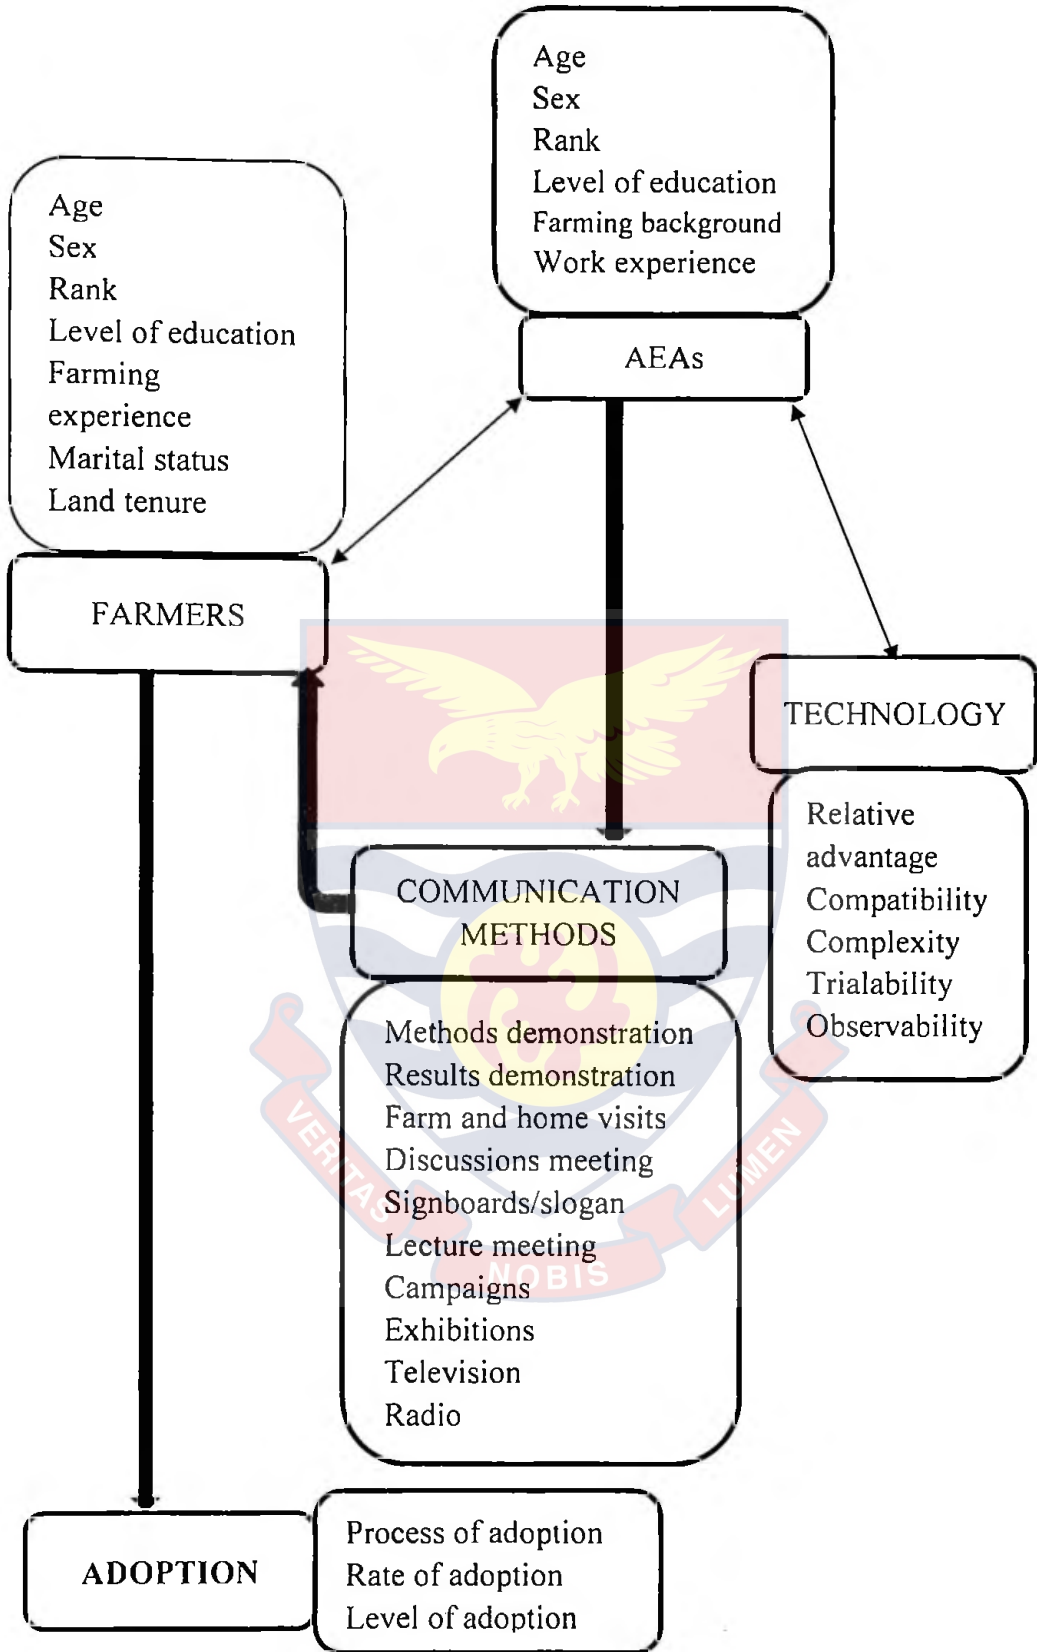 Age
Sex
Rank
Level of education
Farming background
Work experience
AEAs
Age
Sex
Rank
Level of education
Farming
experience
Marital status
Land tenure
FARMERS
TECHNOLOGY
Relative
advantage
Compatibility
Complexity
Trialability
Observability
COMMUNICATION
METHODS
Methods demonstration
Results demonstration
Farm and home visits
Discussions meeting
Signboards/slogan
Lecture meeting
Campaigns
Exhibitions
Television
Radio
VERITAS
NOBIS
LUMEN
ADOPTION
Process of adoption
Rate of adoption
Level of adoption